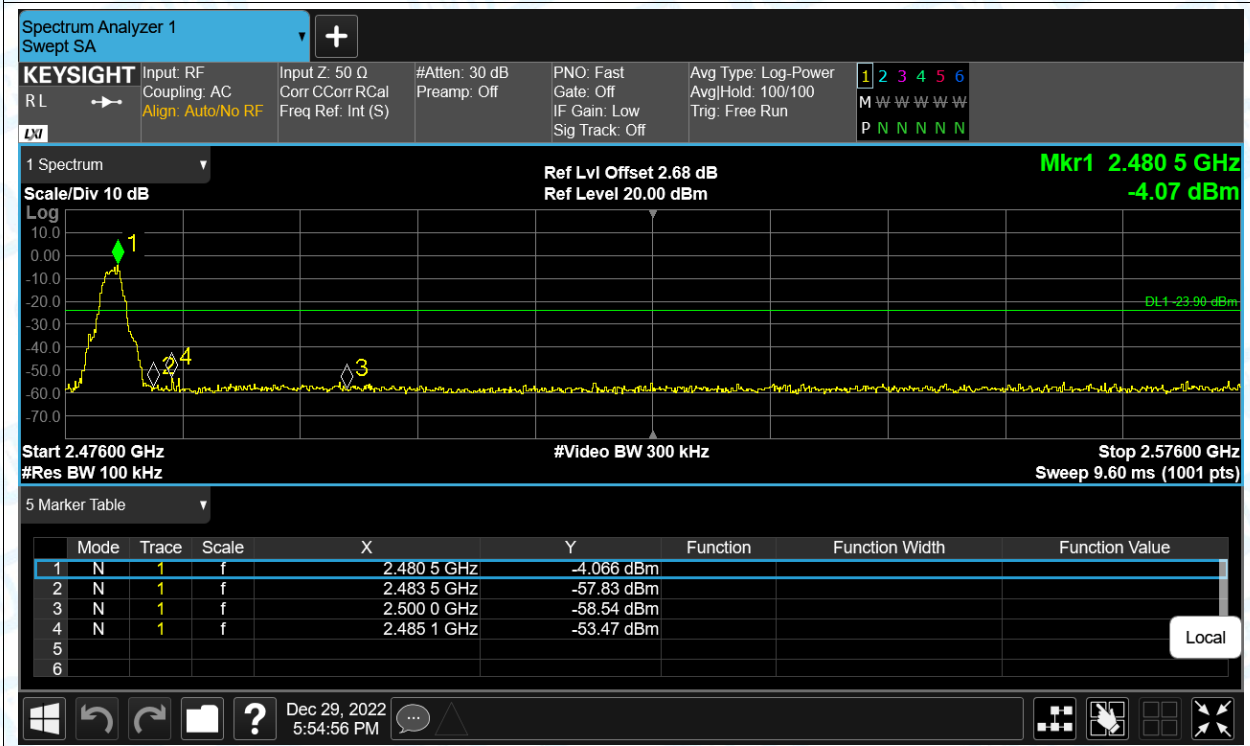 Spectrum Analyzer 1
Swept SA
+
KEYSIGHT
R L
LXI
Input: RF
Coupling: AC
Align: Auto/No RF
Input Z: 50 Ω
Corr CCorr RCal
Freq Ref: Int (S)
#Atten: 30 dB
Preamp: Off
PNO: Fast
Gate: Off
IF Gain: Low
Sig Track: Off
Avg Type: Log-Power
Avg|Hold: 100/100
Trig: Free Run
1 2 3 4 5 6
M W W W W W
P N N N N N
1 Spectrum
Scale/Div 10 dB
Ref Lvl Offset 2.68 dB
Ref Level 20.00 dBm
Mkr1 2.480 5 GHz
-4.07 dBm
Log
10.0
0.00
-10.0
-20.0
-30.0
-40.0
-50.0
-60.0
-70.0
1
2
4
3
DL1 -23.90 dBm
Start 2.47600 GHz
#Video BW 300 kHz
Stop 2.57600 GHz
#Res BW 100 kHz
Sweep 9.60 ms (1001 pts)
5 Marker Table
Mode Trace Scale X Y Function Function Width Function Value
1 N 1 f 2.480 5 GHz -4.066 dBm
2 N 1 f 2.483 5 GHz -57.83 dBm
3 N 1 f 2.500 0 GHz -58.54 dBm
4 N 1 f 2.485 1 GHz -53.47 dBm
5
6
Local
?
Dec 29, 2022
5:54:56 PM